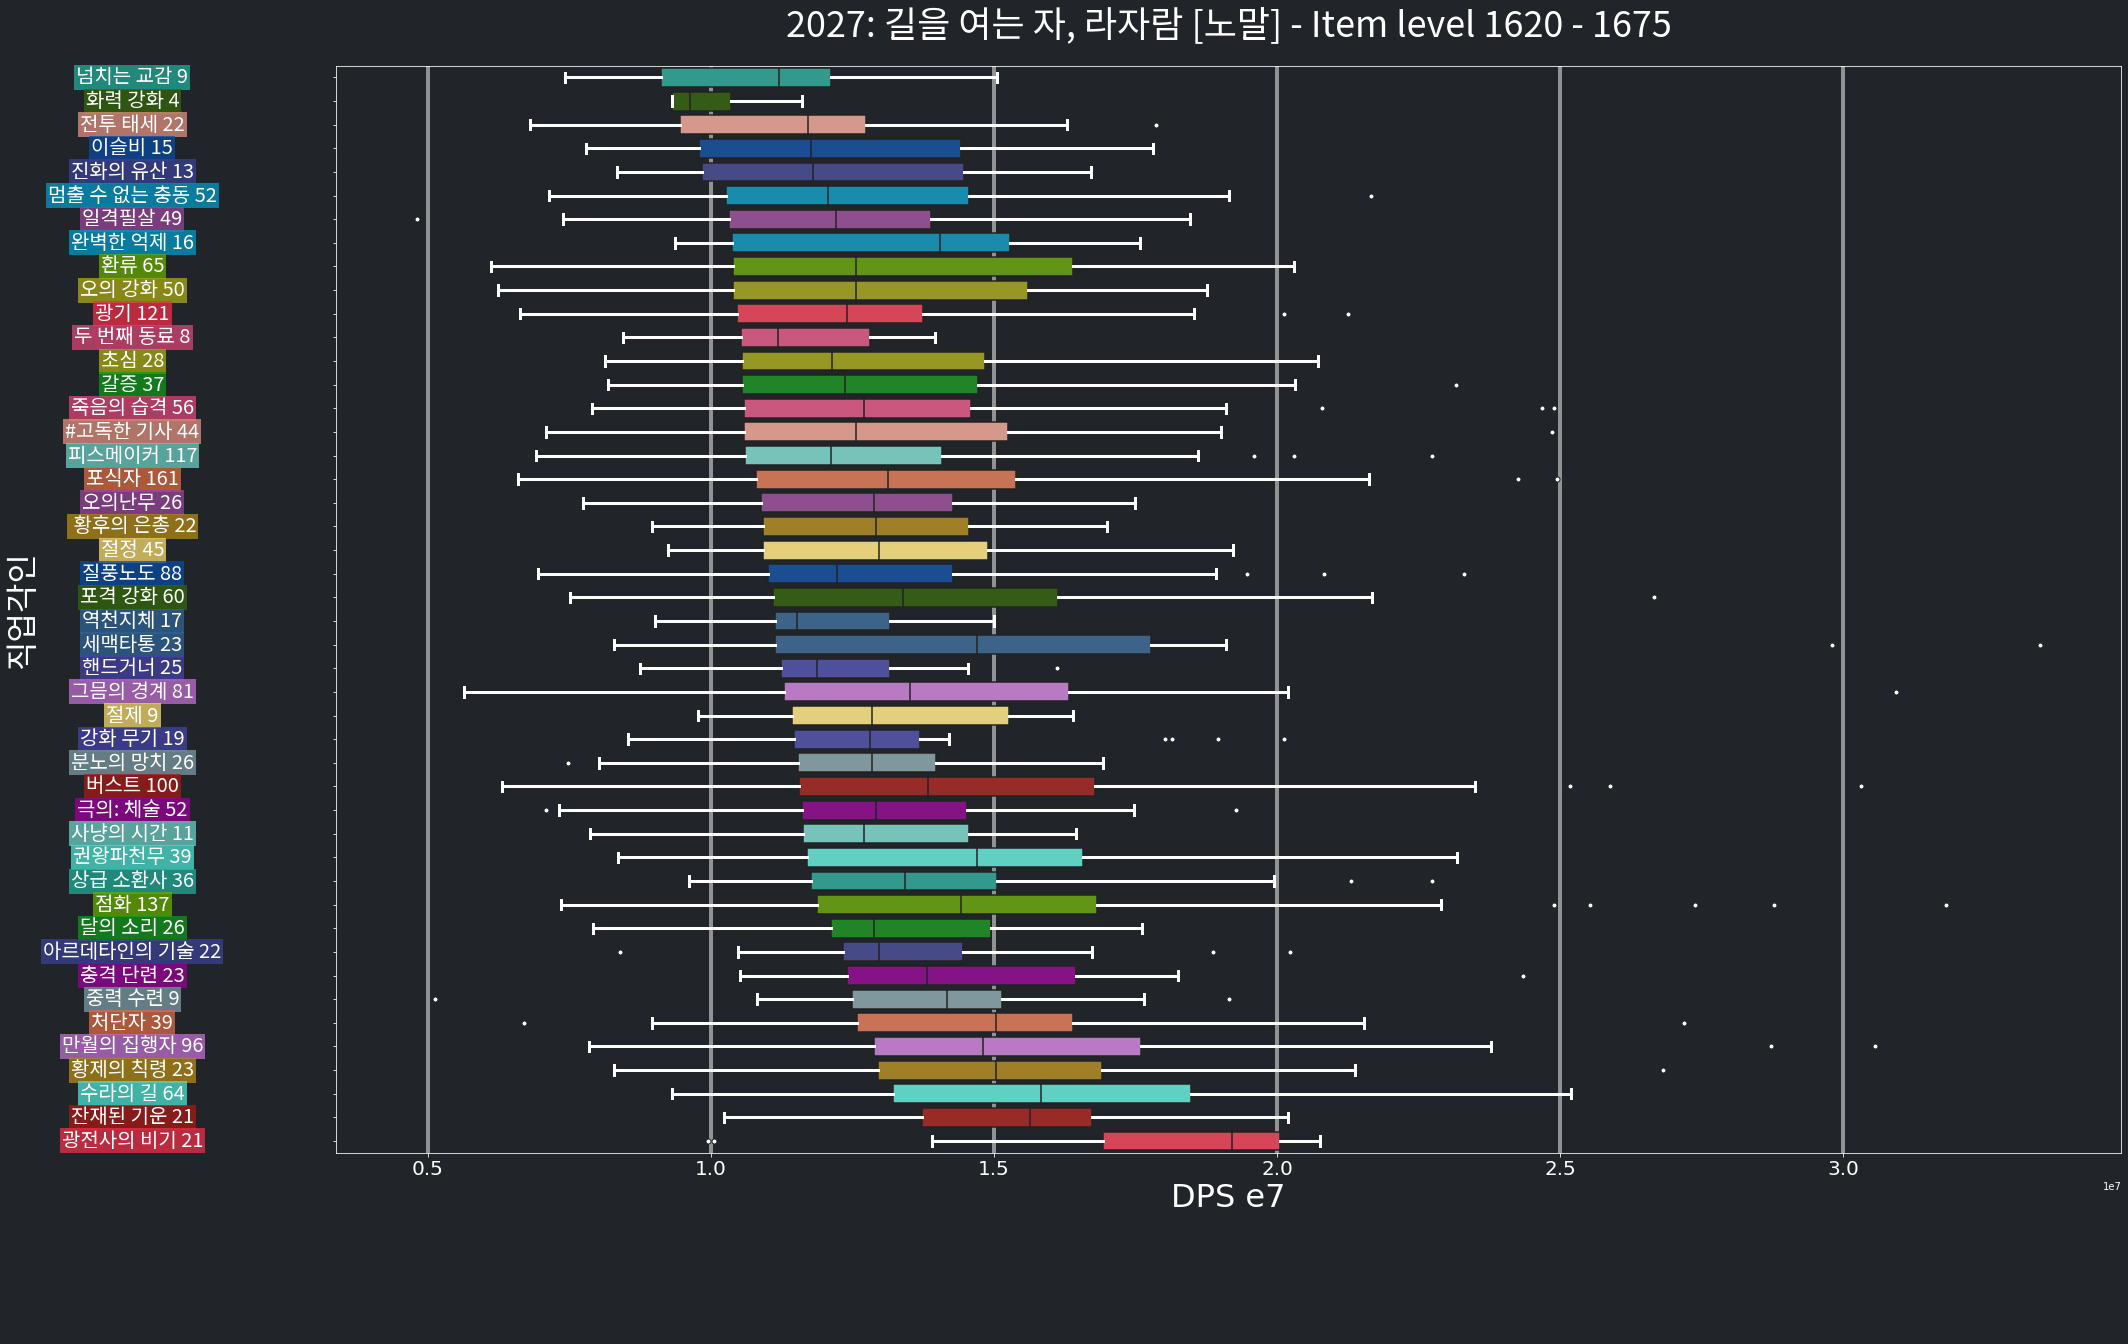 2027: 길을 여는 자, 라자람 [노말] - Item level 1620 - 1675
넘치는 교감 9
화력 강화 4
전투 태세 22
이슬비 15
진화의 유산 13
멈출 수 없는 충동 52
일격필살 49
완벽한 억제 16
환류 65
오의 강화 50
광기 121
두 번째 동료 8
초심 28
갈증 37
죽음의 습격 56
#고독한 기사 44
피스메이커 117
포식자 161
오의난무 26
황후의 은총 22
절정 45
질풍노도 88
포격 강화 60
역천지체 17
세맥타통 23
핸드거너 25
그믐의 경계 81
절제 9
강화 무기 19
분노의 망치 26
버스트 100
극의: 체술 52
사냥의 시간 11
권왕파천무 39
상급 소환사 36
점화 137
달의 소리 26
아르데타인의 기술 22
충격 단련 23
중력 수련 9
처단자 39
만월의 집행자 96
황제의 칙령 23
수라의 길 64
잔재된 기운 21
광전사의 비기 21
직업각인
0.5 1.0 1.5 2.0 2.5 3.0
1e7
DPS e7